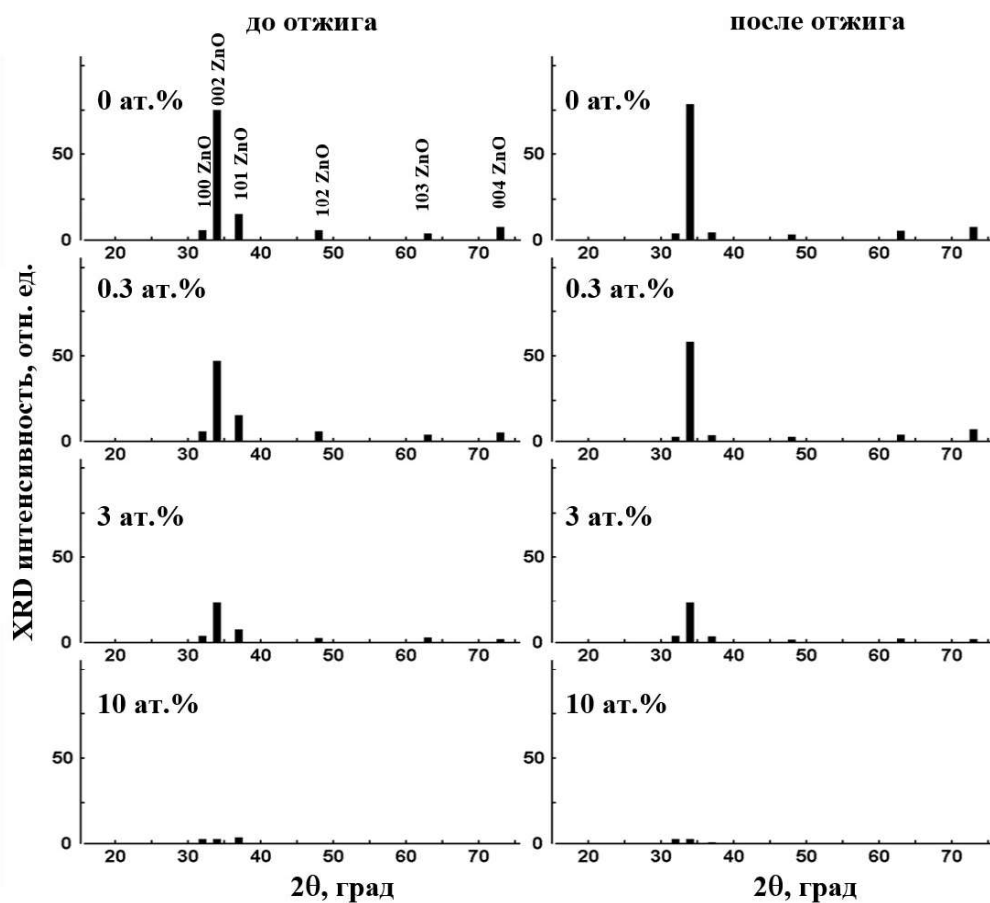 до отжига
после отжига
XRD интенсивность, отн. ед.
0 ат.%
100 ZnO
002 ZnO
101 ZnO
102 ZnO
103 ZnO
004 ZnO
50
0
20 30 40 50 60 70
0 ат.%
50
0
20 30 40 50 60 70
0.3 ат.%
50
0
20 30 40 50 60 70
0.3 ат.%
50
0
20 30 40 50 60 70
3 ат.%
50
0
20 30 40 50 60 70
3 ат.%
50
0
20 30 40 50 60 70
10 ат.%
50
0
20 30 40 50 60 70
10 ат.%
50
0
20 30 40 50 60 70
2θ, град
2θ, град